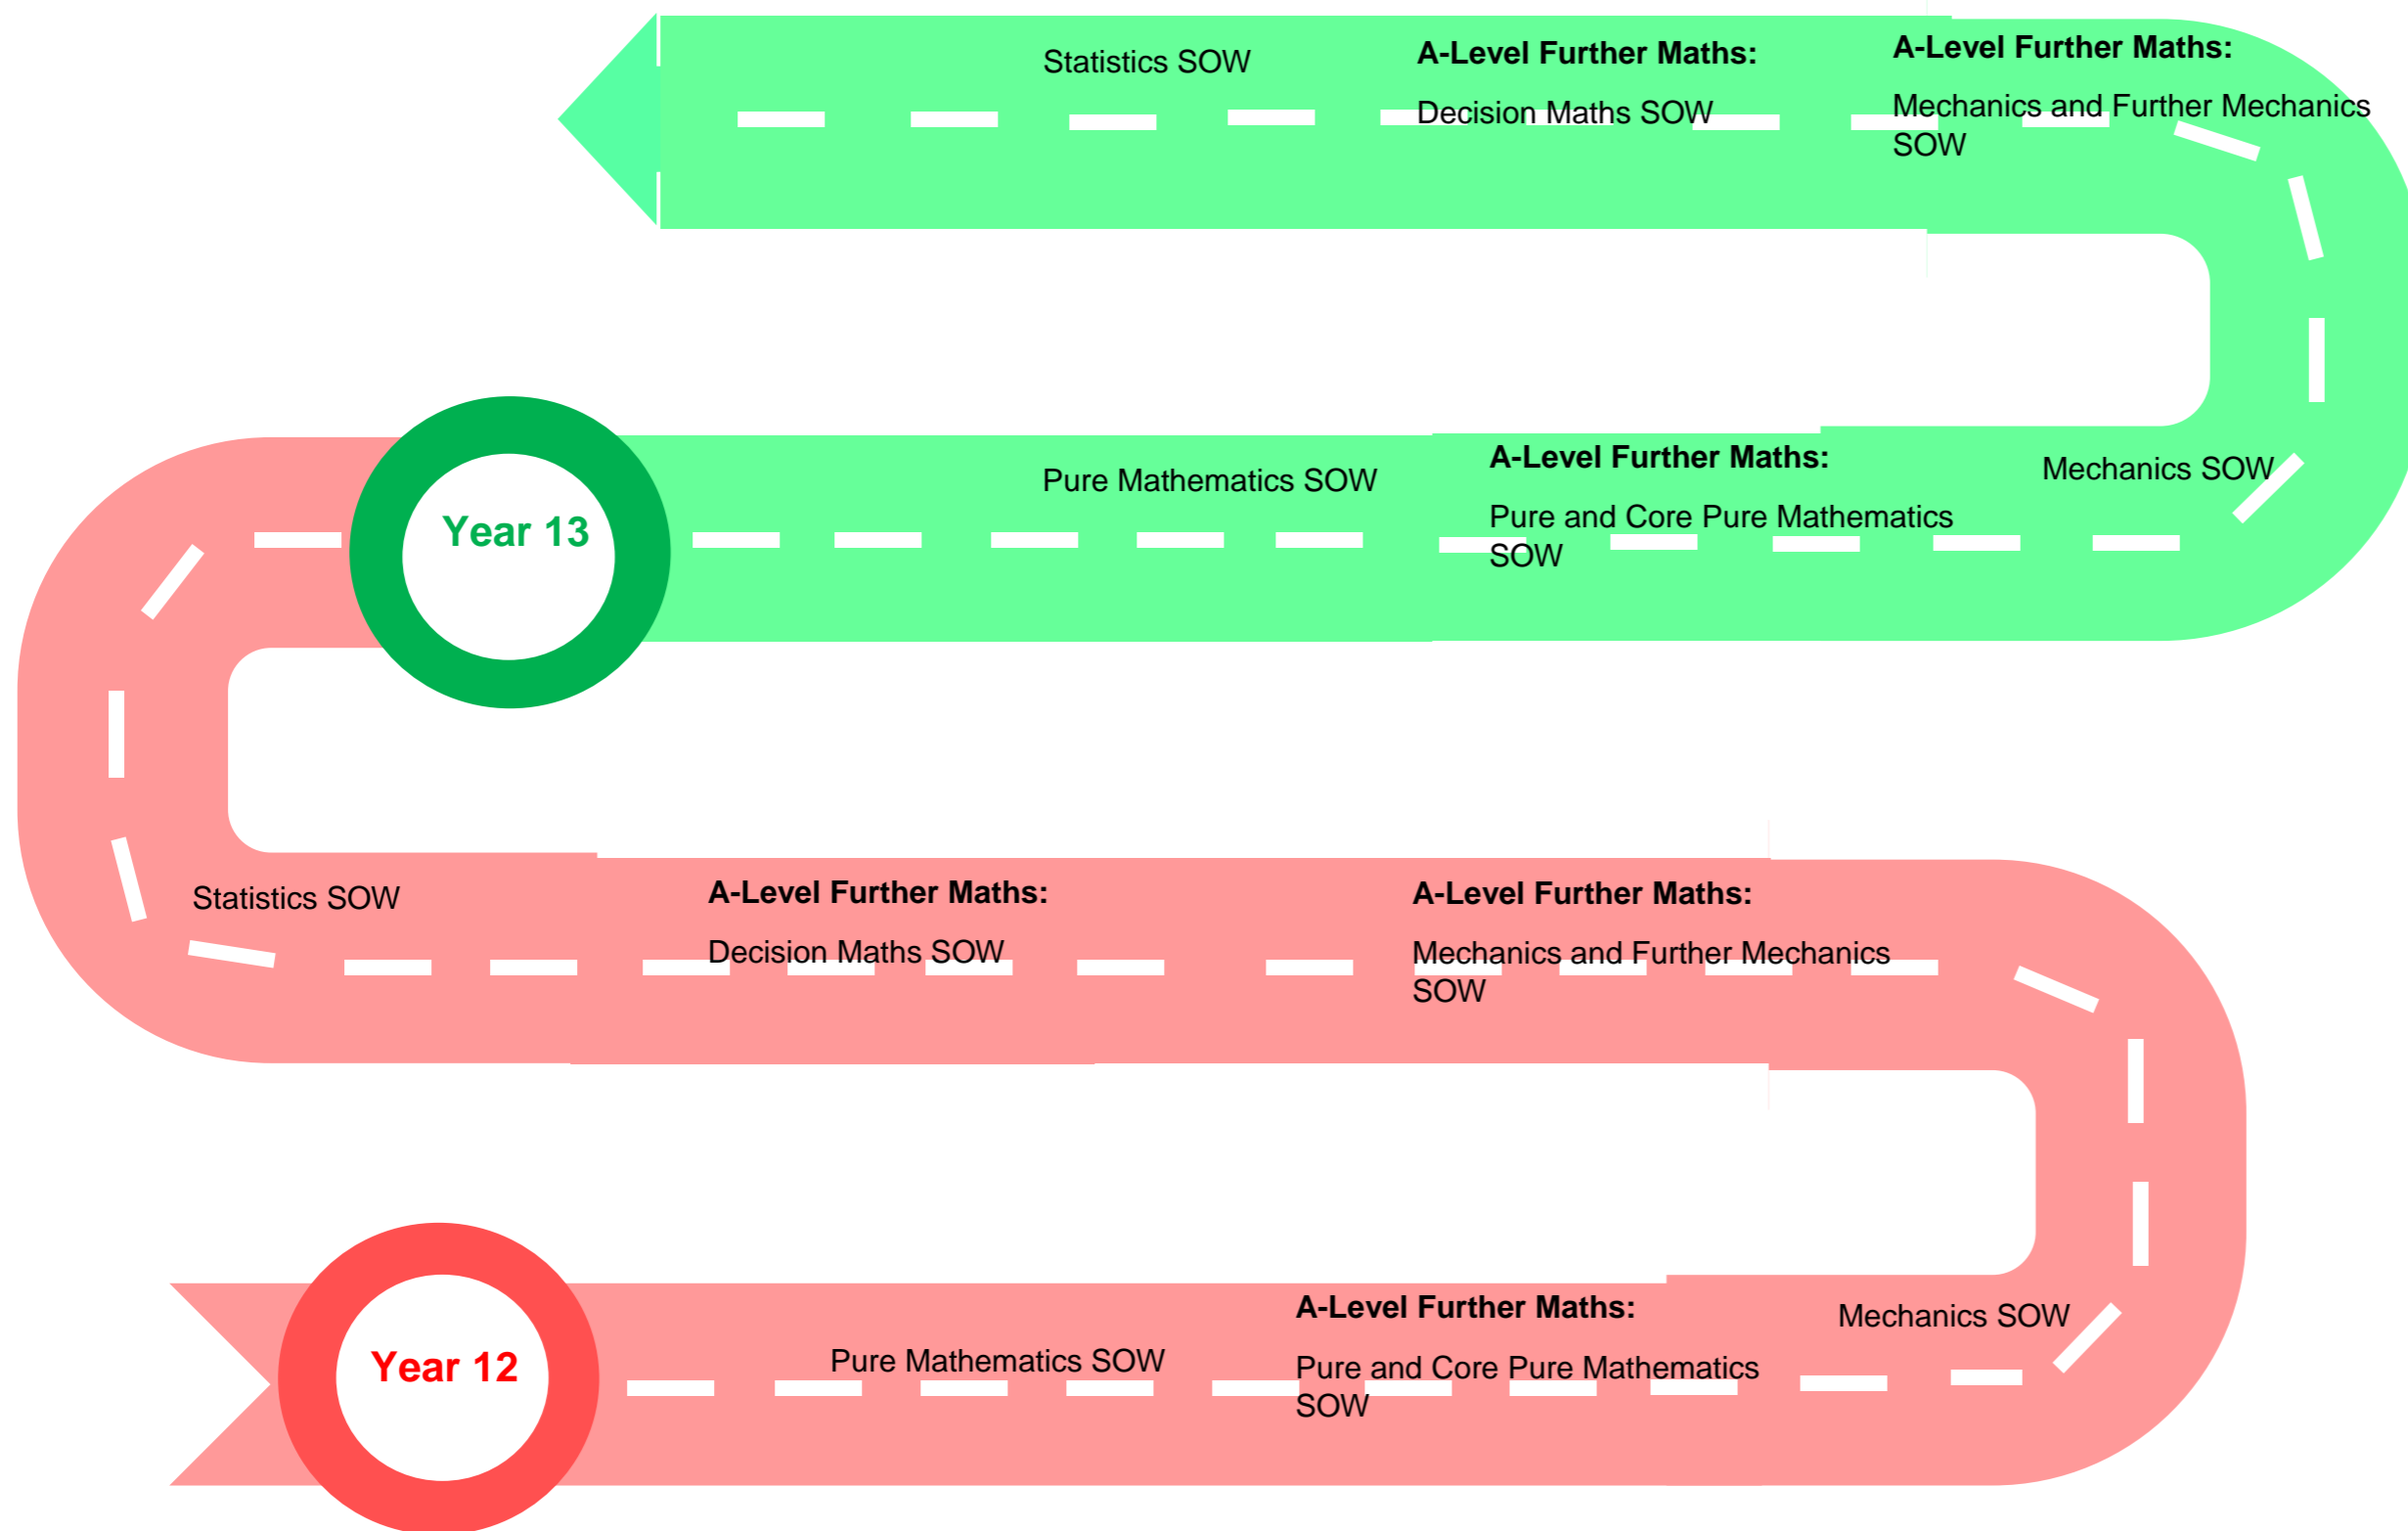 Statistics SOW
A-Level Further Maths:
Decision Maths SOW
A-Level Further Maths:
Mechanics and Further Mechanics
SOW
Year 13
Pure Mathematics SOW
A-Level Further Maths:
Pure and Core Pure Mathematics
SOW
Mechanics SOW
Statistics SOW
A-Level Further Maths:
Decision Maths SOW
A-Level Further Maths:
Mechanics and Further Mechanics
SOW
Year 12
Pure Mathematics SOW
A-Level Further Maths:
Pure and Core Pure Mathematics
SOW
Mechanics SOW